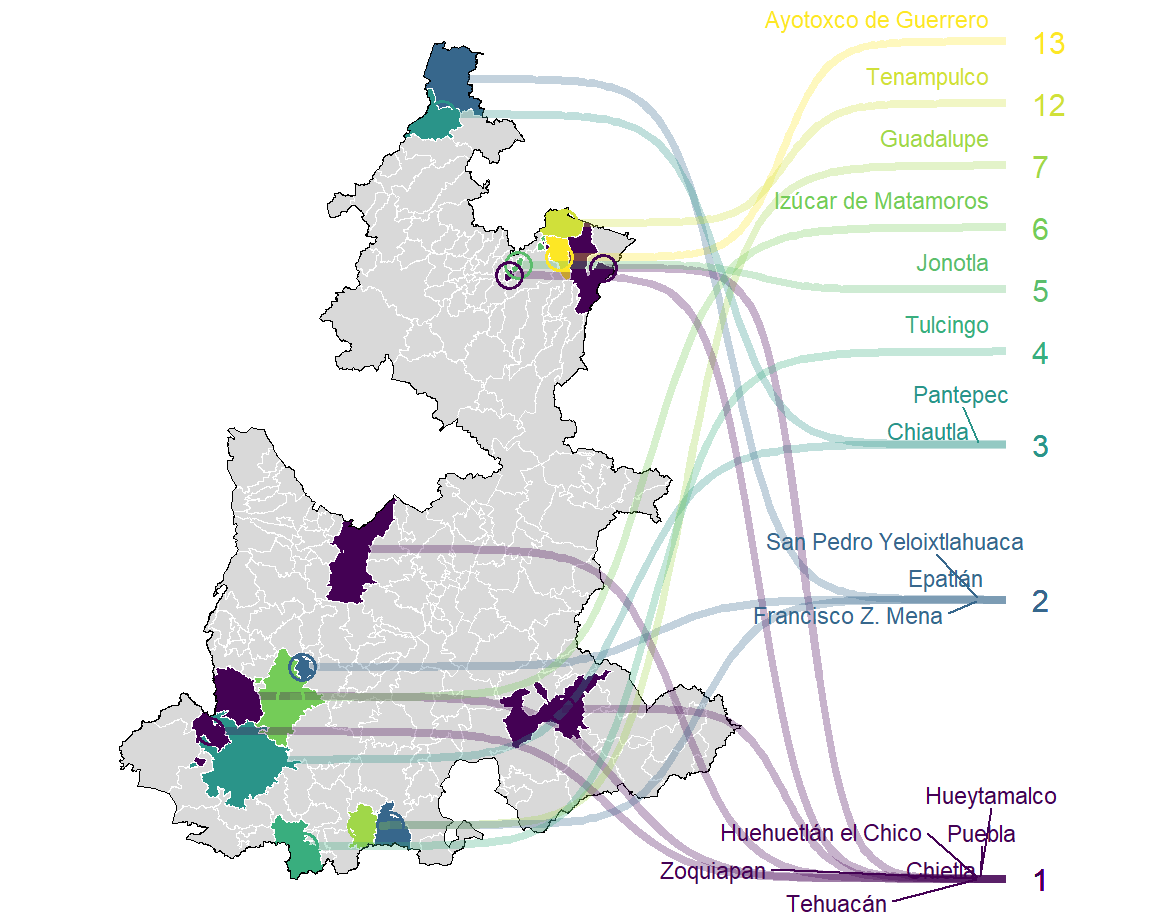 Ayotoxco de Guerrero
13
Tenampulco
12
Guadalupe
7
Izúcar de Matamoros
6
Jonotla
5
Tulcingo
4
Pantepec
Chiautla
3
San Pedro Yeloixtlahuaca
Epatlán
Francisco Z. Mena
2
Hueytamalco
Huehuetlán el Chico
Puebla
Zoquiapan
Chietla
1
Tehuacán